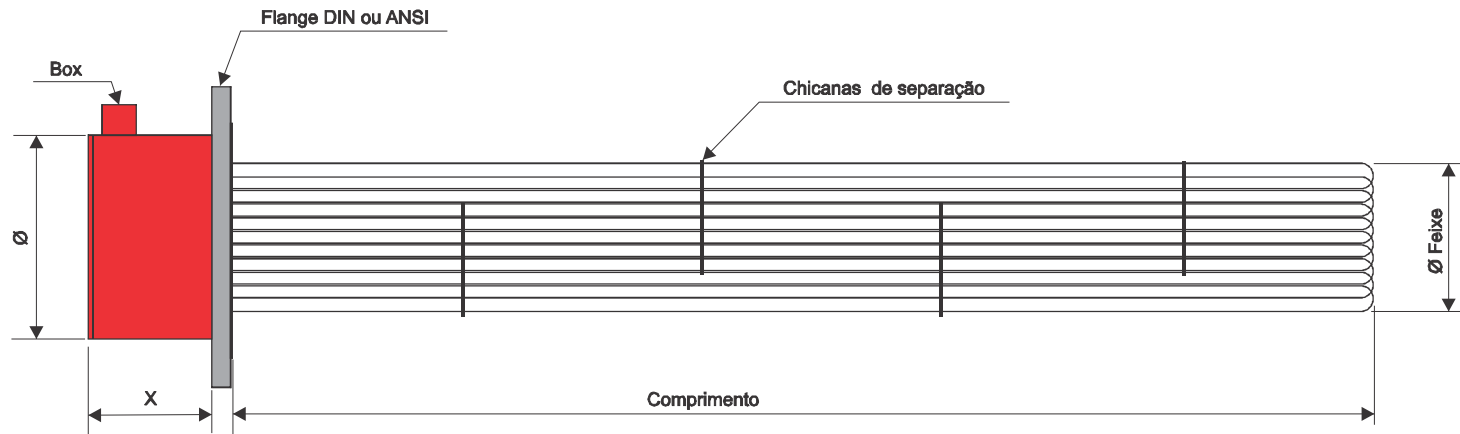 Flange DIN ou ANSI
Box
Chicanas de separação
Ø
Ø Feixe
X
Comprimento